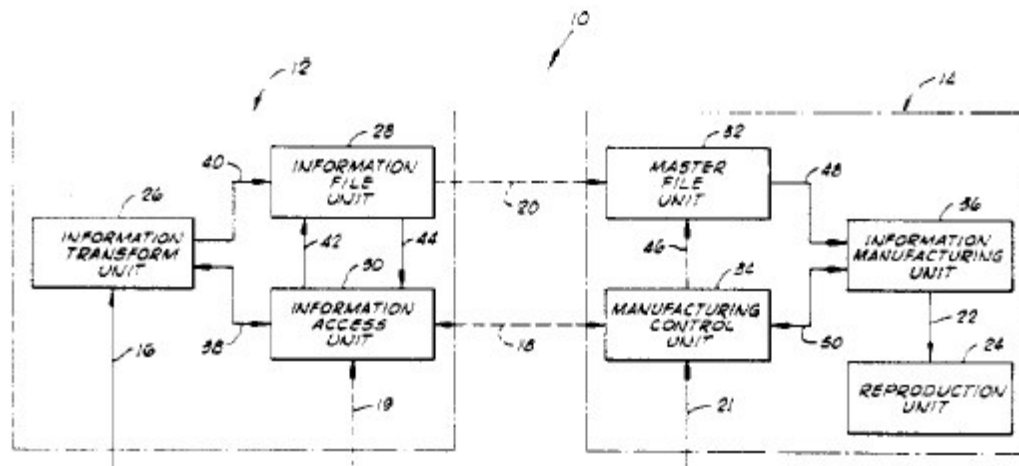 10
12
14
28
INFORMATION
FILE
UNIT
32
MASTER
FILE
UNIT
40
20
48
26
INFORMATION
TRANSFORM
UNIT
42
44
46
36
INFORMATION
MANUFACTURING
UNIT
30
INFORMATION
ACCESS
UNIT
34
MANUFACTURING
CONTROL
UNIT
38
18
50
22
24
REPRODUCTION
UNIT
16
19
21